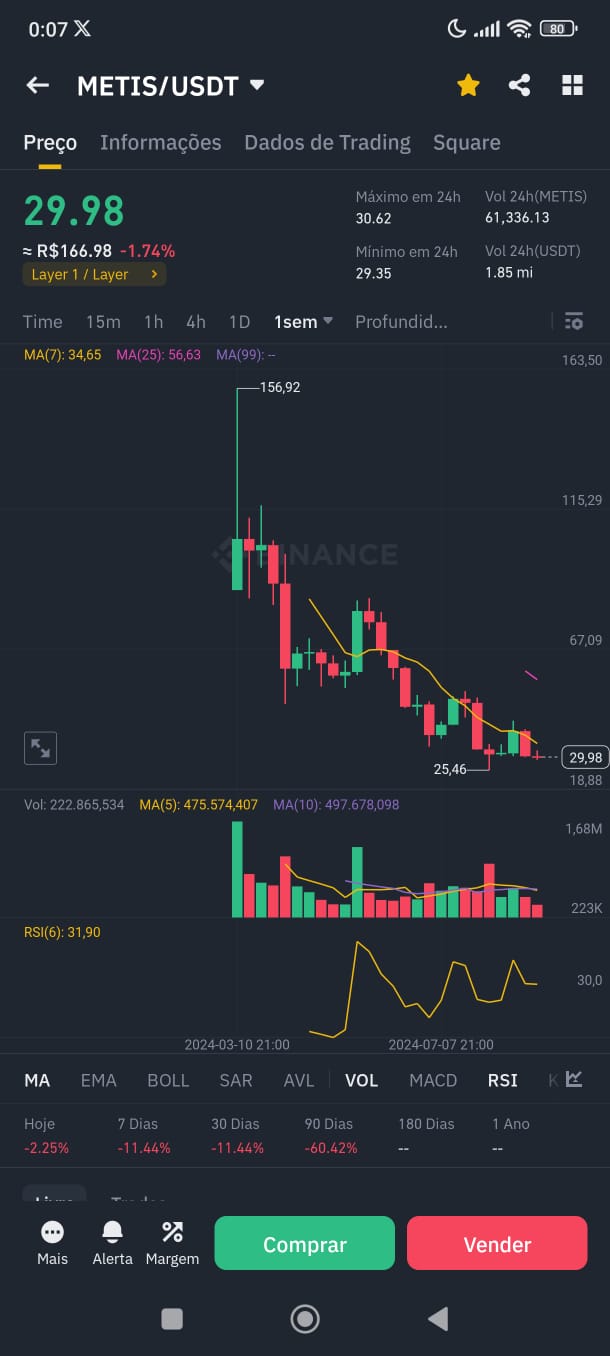 0:07 X 80
METIS/USDT
Preço Informações Dados de Trading Square
29.98
≈ R$166.98 -1.74%
Layer 1 / Layer
Máximo em 24h Vol 24h(METIS)
30.62 61,336.13
Mínimo em 24h Vol 24h(USDT)
29.35 1.85 mi
Time 15m 1h 4h 1D 1sem Profundid...
MA(7): 34,65 MA(25): 56,63 MA(99): --
163,50
156,92
115,29
BINANCE
67,09
29,98
25,46
18,88
Vol: 222.865,534 MA(5): 475.574,407 MA(10): 497.678,098
1,68M
223K
RSI(6): 31,90
30,0
2024-03-10 21:00 2024-07-07 21:00
MA EMA BOLL SAR AVL VOL MACD RSI K
Hoje 7 Dias 30 Dias 90 Dias 180 Dias 1 Ano
-2.25% -11.44% -11.44% -60.42% -- --
Mais Alerta Margem Comprar Vender